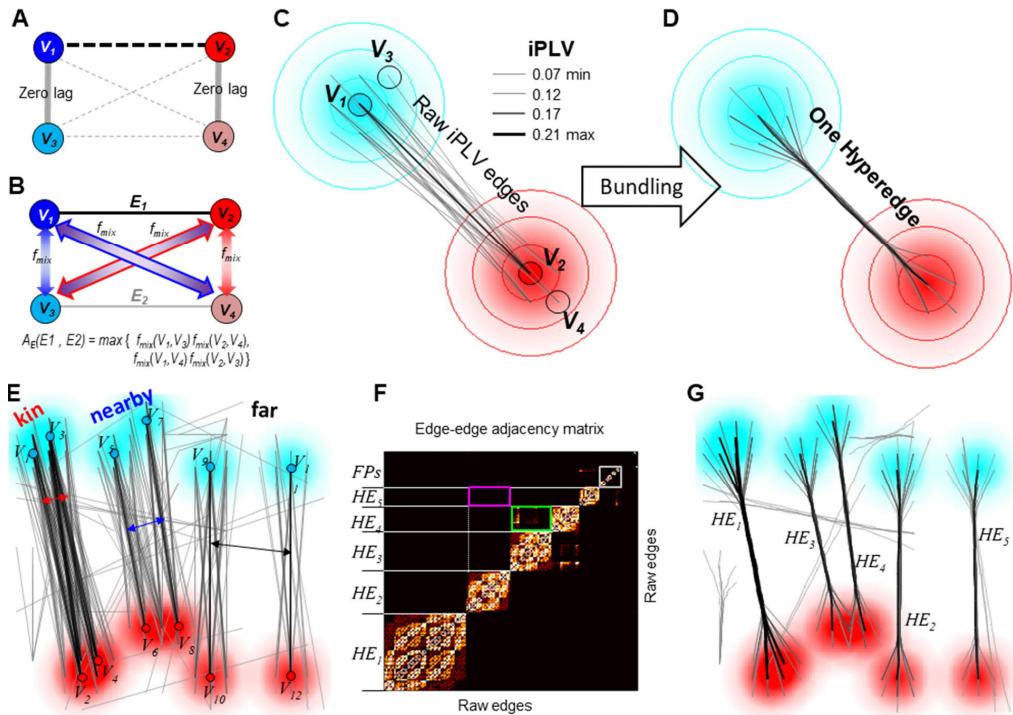 A
V1
V2
Zero lag
Zero lag
V3
V4
B
V1
E1
V2
fmix
fmix
fmix
fmix
V3
E2
V4
AE(E1 , E2) = max { fmix(V1,V3) fmix(V2,V4),
fmix(V1,V4) fmix(V2,V3) }
C
V3
V1
Raw iPLV edges
V2
V4
iPLV
0.07 min
0.12
0.17
0.21 max
Bundling
D
One Hyperedge
E
kin
nearby
far
V3
V7
V9
V1
1
V2
V4
V6
V8
V10
V12
F
Edge-edge adjacency matrix
FPs
HE5
HE4
HE3
HE2
HE1
Raw edges
Raw edges
G
HE1
HE3
HE4
HE2
HE5